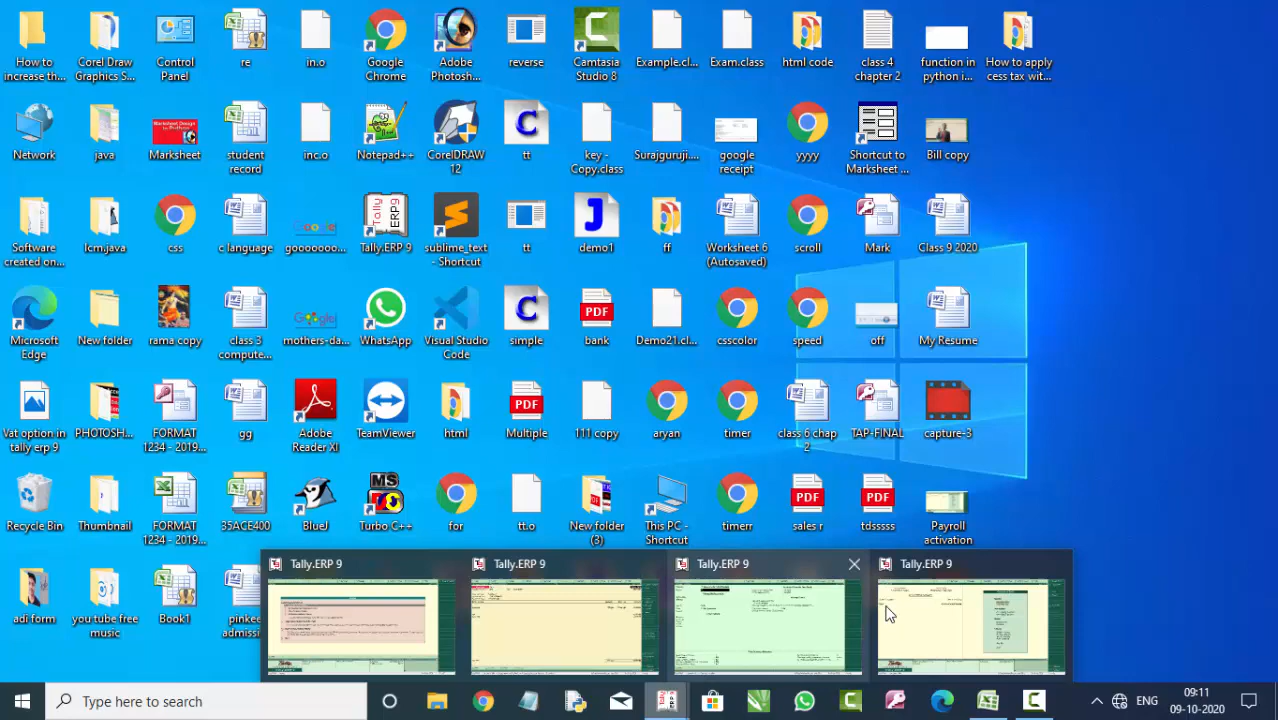 How to
increase th...
Corel Draw
Graphics S...
Control
Panel
re
in.o
Google
Chrome
Adobe
Photosh...
reverse
Camtasia
Studio 8
Example.cl...
Exam.class
html code
class 4
chapter 2
function in
python i...
How to apply
cess tax wit...
Network
java
Marksheet
student
record
inc.o
Notepad++
CorelDRAW
12
tt
key -
Copy.class
Surajguruji....
google
receipt
yyyy
Shortcut to
Marksheet ...
Bill copy
Software
created on...
lcm.java
css
c language
gooooooo...
Tally.ERP 9
sublime_text
- Shortcut
tt
demo1
ff
Worksheet 6
(Autosaved)
scroll
Mark
Class 9 2020
Microsoft
Edge
New folder
rama copy
class 3
compute...
mothers-da...
WhatsApp
Visual Studio
Code
simple
PDF
bank
Demo21.cl...
csscolor
speed
off
My Resume
Vat option in
tally erp 9
PHOTOSH...
FORMAT
1234 - 2019...
gg
Adobe
Reader XI
TeamViewer
html
PDF
Multiple
111 copy
aryan
timer
class 6 chap
2
TAP-FINAL
capture-3
Recycle Bin
Thumbnail
FORMAT
1234 - 2019...
35ACE400
BlueJ
MS
Turbo C++
for
tt.o
New folder
(3)
This PC -
Shortcut
timerr
PDF
sales r
PDF
tdsssss
Payroll
activation
adi form
you tube free
music
Book1
pinkee
admissi
Tally.ERP 9
Tally.ERP 9
Tally.ERP 9
Tally.ERP 9
Type here to search
ENG
09:11
09-10-2020